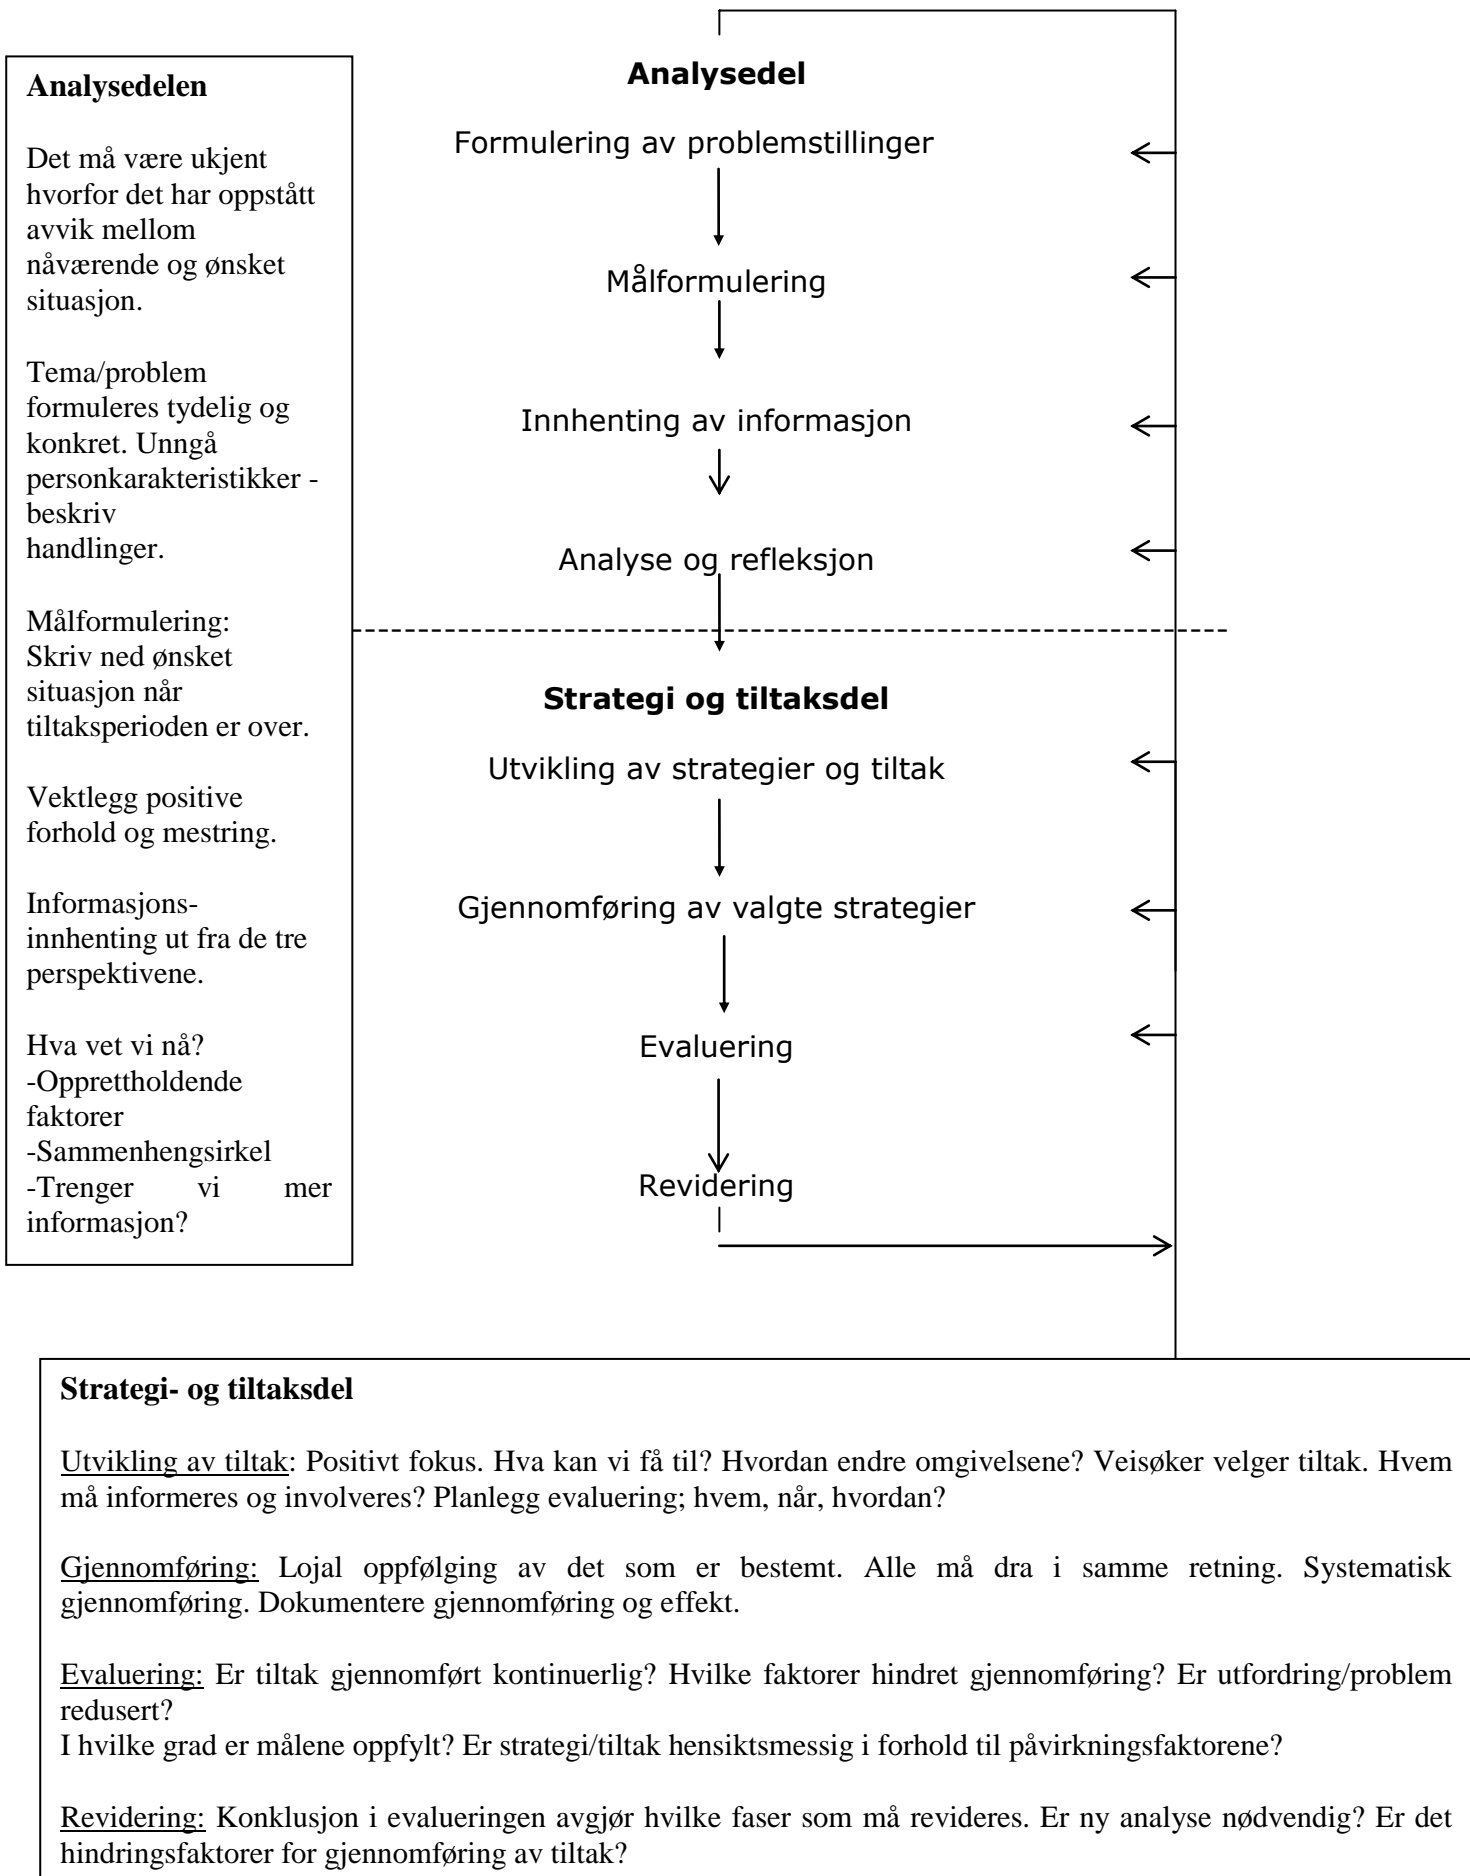 Analysedelen
Det må være ukjent
hvorfor det har oppstått
avvik mellom
nåværende og ønsket
situasjon.
Tema/problem
formuleres tydelig og
konkret. Unngå
personkarakteristikker -
beskriv
handlinger.
Målformulering:
Skriv ned ønsket
situasjon når
tiltaksperioden er over.
Vektlegg positive
forhold og mestring.
Informasjons-
innhenting ut fra de tre
perspektivene.
Hva vet vi nå?
-Opprettholdende
faktorer
-Sammenhengsirkel
-Trenger vi mer
informasjon?
Analysedel
Formulering av problemstillinger
Målformulering
Innhenting av informasjon
Analyse og refleksjon
Strategi og tiltaksdel
Utvikling av strategier og tiltak
Gjennomføring av valgte strategier
Evaluering
Revidering
Strategi- og tiltaksdel
Utvikling av tiltak: Positivt fokus. Hva kan vi få til? Hvordan endre omgivelsene? Veisøker velger tiltak. Hvem
må informeres og involveres? Planlegg evaluering; hvem, når, hvordan?
Gjennomføring: Lojal oppfølging av det som er bestemt. Alle må dra i samme retning. Systematisk
gjennomføring. Dokumentere gjennomføring og effekt.
Evaluering: Er tiltak gjennomført kontinuerlig? Hvilke faktorer hindret gjennomføring? Er utfordring/problem
redusert?
I hvilke grad er målene oppfylt? Er strategi/tiltak hensiktsmessig i forhold til påvirkningsfaktorene?
Revidering: Konklusjon i evalueringen avgjør hvilke faser som må revideres. Er ny analyse nødvendig? Er det
hindringsfaktorer for gjennomføring av tiltak?